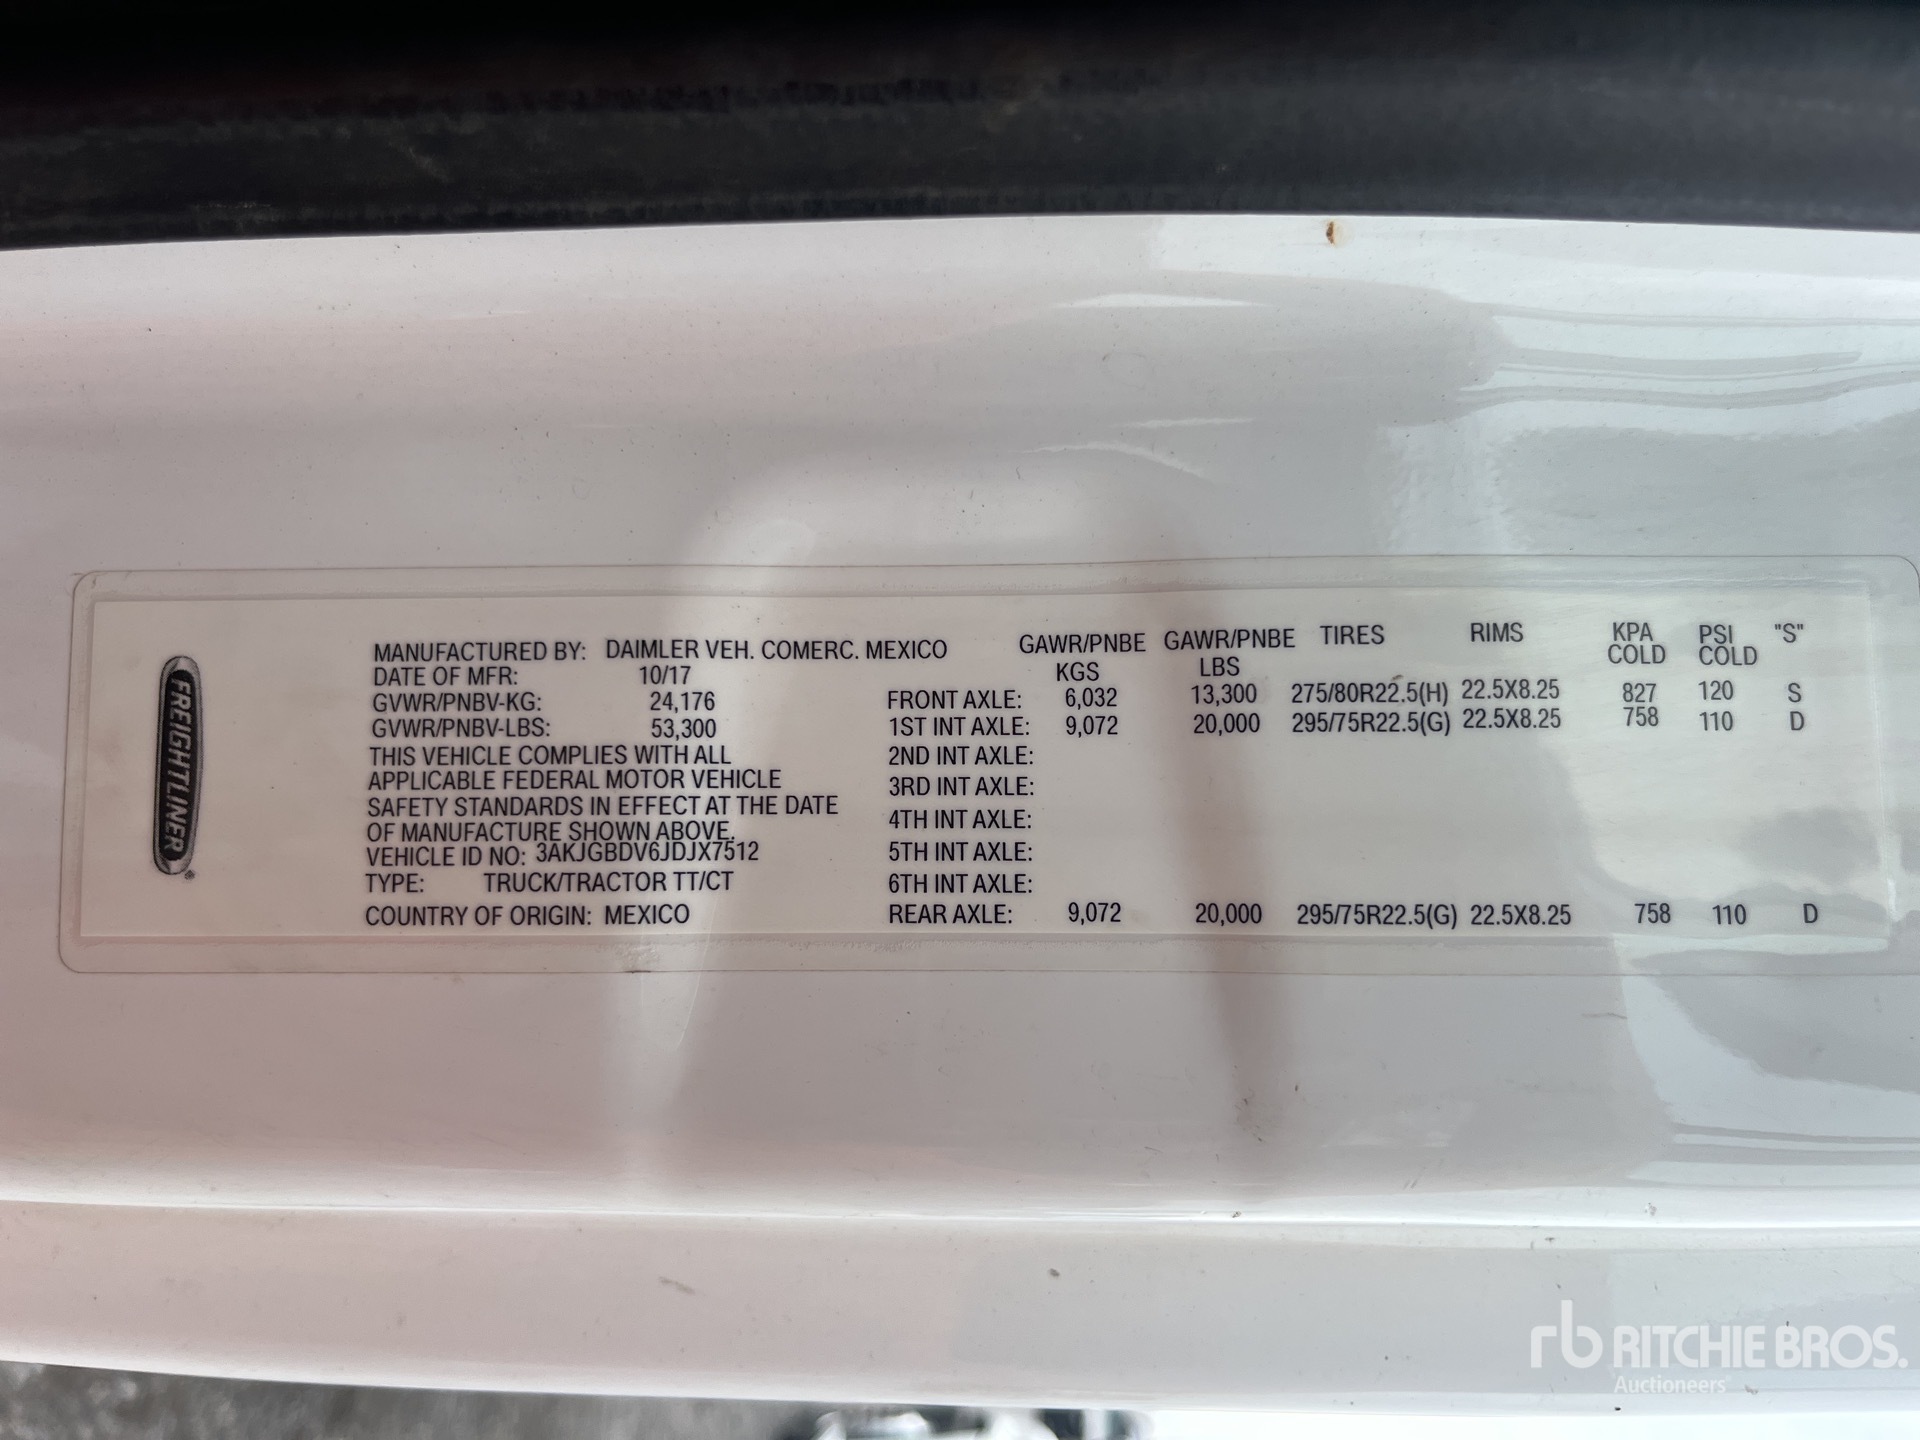 FREIGHTLINER
MANUFACTURED BY: DAIMLER VEH. COMERC. MEXICO
DATE OF MFR: 10/17
GVWR/PNBV-KG: 24,176
GVWR/PNBV-LBS: 53,300
THIS VEHICLE COMPLIES WITH ALL
APPLICABLE FEDERAL MOTOR VEHICLE
SAFETY STANDARDS IN EFFECT AT THE DATE
OF MANUFACTURE SHOWN ABOVE.
VEHICLE ID NO: 3AKJGBDV6JDJX7512
TYPE: TRUCK/TRACTOR TT/CT
COUNTRY OF ORIGIN: MEXICO
GAWR/PNBE GAWR/PNBE TIRES RIMS KPA PSI "S"
KGS LBS COLD COLD
FRONT AXLE: 6,032 13,300 275/80R22.5(H) 22.5X8.25 827 120 S
1ST INT AXLE: 9,072 20,000 295/75R22.5(G) 22.5X8.25 758 110 D
2ND INT AXLE:
3RD INT AXLE:
4TH INT AXLE:
5TH INT AXLE:
6TH INT AXLE:
REAR AXLE: 9,072 20,000 295/75R22.5(G) 22.5X8.25 758 110 D
rb RITCHIE BROS.
Auctioneers